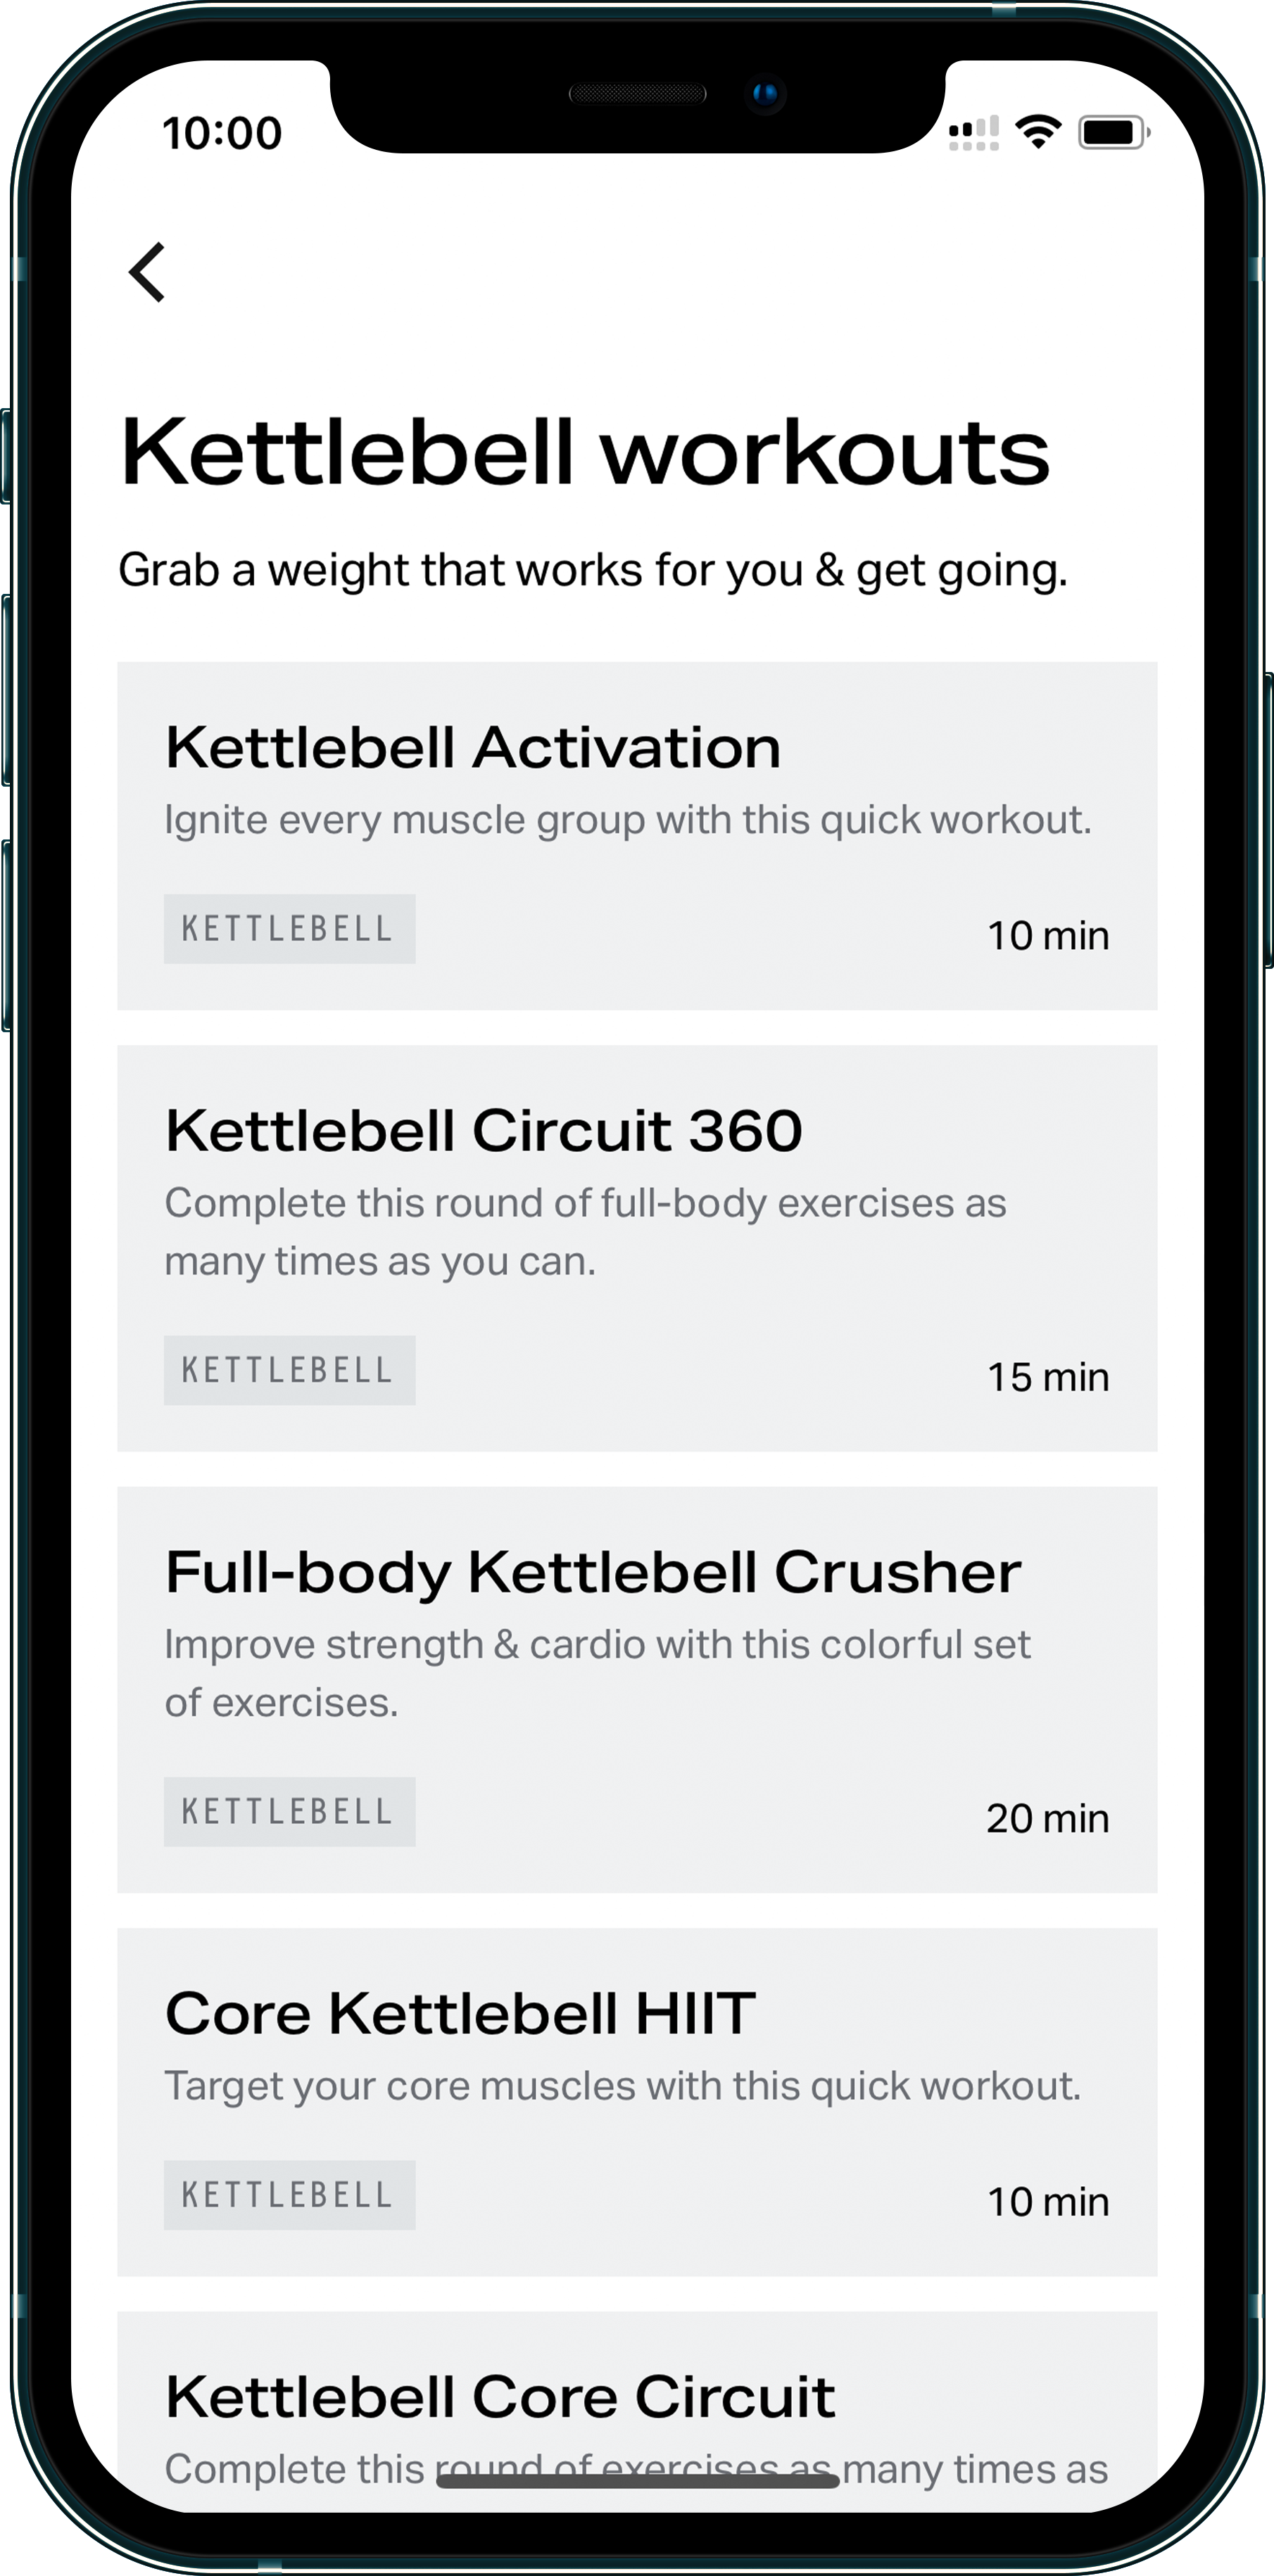 10:00
Kettlebell workouts
Grab a weight that works for you & get going.
Kettlebell Activation
Ignite every muscle group with this quick workout.
KETTLEBELL
10 min
Kettlebell Circuit 360
Complete this round of full-body exercises as
many times as you can.
KETTLEBELL
15 min
Full-body Kettlebell Crusher
Improve strength & cardio with this colorful set
of exercises.
KETTLEBELL
20 min
Core Kettlebell HIIT
Target your core muscles with this quick workout.
KETTLEBELL
10 min
Kettlebell Core Circuit
Complete this round of exercises as many times as